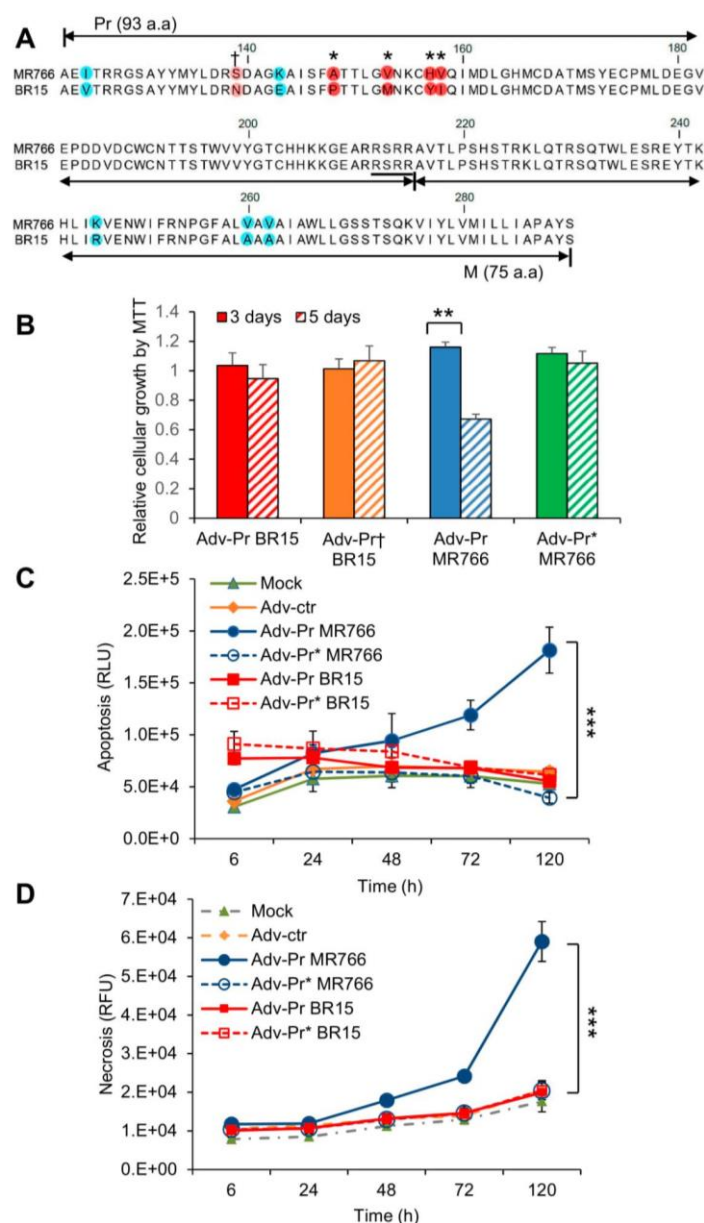 A
Pr (93 a.a)
140 160 180
† * * **
MR766 AEITRRGSAYYMYLDRSDAGKAISFATTLGVNKCHVQIMDLGHMCDATMSYECPMLDEGV
BR15 AEVTRRGSAYYMYLDRNDAGEAISFPTTLGMNKCYIQIMDLGHMCDATMSYECPMLDEGV
200 220 240
MR766 EPDDVDCWCNTTSTWVVYGTCHHKKGEARRSRRAVTLPSHSTRKLQTRSQTWLESREYTK
BR15 EPDDVDCWCNTTSTWVVYGTCHHKKGEARRSRRAVTLPSHSTRKLQTRSQTWLESREYTK
260 280
MR766 HLIKVENWIFRNPGFALVAVAIAWLLGSSTSQKVIYLVMILLIAPAYS
BR15 HLIRVENWIFRNPGFALAAAAIAWLLGSSTSQKVIYLVMILLIAPAYS
M (75 a.a)
B
Relative cellular growth by MTT
1.4
1.2
1
0.8
0.6
0.4
0.2
0
3 days 5 days
**
Adv-Pr BR15
Adv-Pr† BR15
Adv-Pr MR766
Adv-Pr* MR766
C
Apoptosis (RLU)
2.5E+5
2.0E+5
1.5E+5
1.0E+5
5.0E+4
0.0E+0
Mock
Adv-ctr
Adv-Pr MR766
Adv-Pr* MR766
Adv-Pr BR15
Adv-Pr* BR15
***
6 24 48 72 120
Time (h)
D
Necrosis (RFU)
7.E+04
6.E+04
5.E+04
4.E+04
3.E+04
2.E+04
1.E+04
0.E+00
Mock
Adv-ctr
Adv-Pr MR766
Adv-Pr* MR766
Adv-Pr BR15
Adv-Pr* BR15
***
6 24 48 72 120
Time (h)